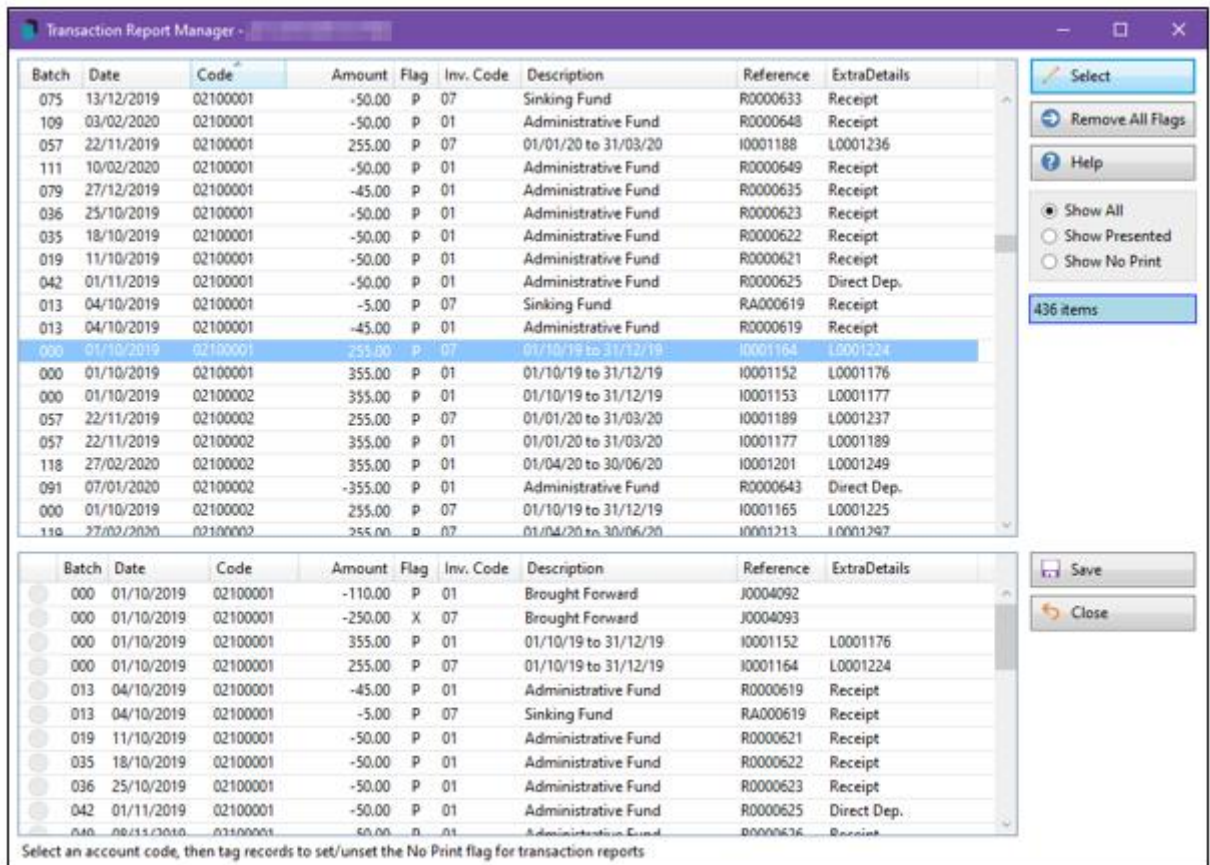 Transaction Report Manager -
Batch Date Code Amount Flag Inv. Code Description Reference ExtraDetails
075 13/12/2019 02100001 -50.00 P 07 Sinking Fund R0000633 Receipt
109 03/02/2020 02100001 -50.00 P 01 Administrative Fund R0000648 Receipt
057 22/11/2019 02100001 255.00 P 07 01/01/20 to 31/03/20 I0001188 L0001236
111 10/02/2020 02100001 -50.00 P 01 Administrative Fund R0000649 Receipt
079 27/12/2019 02100001 -45.00 P 01 Administrative Fund R0000635 Receipt
036 25/10/2019 02100001 -50.00 P 01 Administrative Fund R0000623 Receipt
035 18/10/2019 02100001 -50.00 P 01 Administrative Fund R0000622 Receipt
019 11/10/2019 02100001 -50.00 P 01 Administrative Fund R0000621 Receipt
042 01/11/2019 02100001 -50.00 P 01 Administrative Fund R0000625 Direct Dep.
013 04/10/2019 02100001 -5.00 P 07 Sinking Fund RA000619 Receipt
013 04/10/2019 02100001 -45.00 P 01 Administrative Fund R0000619 Receipt
000 01/10/2019 02100001 255.00 P 07 01/10/19 to 31/12/19 I0001164 L0001224
000 01/10/2019 02100001 355.00 P 01 01/10/19 to 31/12/19 I0001152 L0001176
000 01/10/2019 02100002 355.00 P 01 01/10/19 to 31/12/19 I0001153 L0001177
057 22/11/2019 02100002 255.00 P 07 01/01/20 to 31/03/20 I0001189 L0001237
057 22/11/2019 02100002 355.00 P 01 01/01/20 to 31/03/20 I0001177 L0001189
118 27/02/2020 02100002 355.00 P 01 01/04/20 to 30/06/20 I0001201 L0001249
091 07/01/2020 02100002 -355.00 P 01 Administrative Fund R0000643 Direct Dep.
000 01/10/2019 02100002 255.00 P 07 01/10/19 to 31/12/19 I0001165 L0001225
119 27/02/2020 02100002 255.00 P 07 01/04/20 to 30/06/20 I0001213 L0001297
Select
Remove All Flags
Help
Show All
Show Presented
Show No Print
436 items
Batch Date Code Amount Flag Inv. Code Description Reference ExtraDetails
000 01/10/2019 02100001 -110.00 P 01 Brought Forward J0004092
000 01/10/2019 02100001 -250.00 X 07 Brought Forward J0004093
000 01/10/2019 02100001 355.00 P 01 01/10/19 to 31/12/19 I0001152 L0001176
000 01/10/2019 02100001 255.00 P 07 01/10/19 to 31/12/19 I0001164 L0001224
013 04/10/2019 02100001 -45.00 P 01 Administrative Fund R0000619 Receipt
013 04/10/2019 02100001 -5.00 P 07 Sinking Fund RA000619 Receipt
019 11/10/2019 02100001 -50.00 P 01 Administrative Fund R0000621 Receipt
035 18/10/2019 02100001 -50.00 P 01 Administrative Fund R0000622 Receipt
036 25/10/2019 02100001 -50.00 P 01 Administrative Fund R0000623 Receipt
042 01/11/2019 02100001 -50.00 P 01 Administrative Fund R0000625 Direct Dep.
Save
Close
Select an account code, then tag records to set/unset the No Print flag for transaction reports